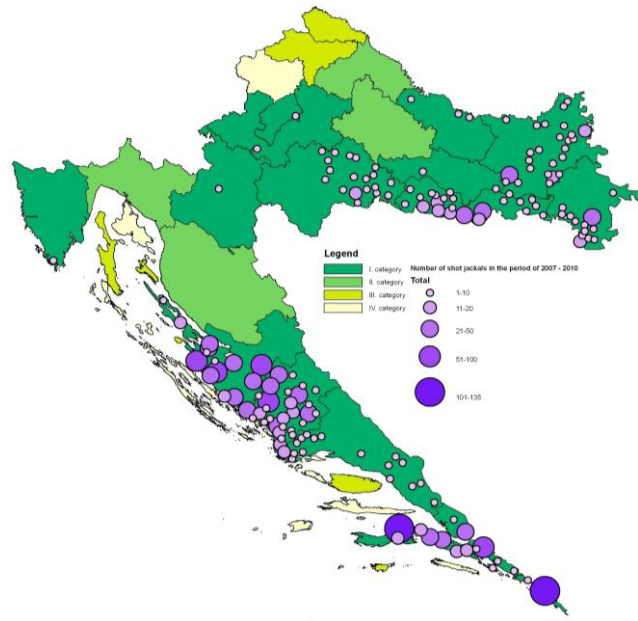 Legend
I. category
II. category
III. category
IV. category
Number of shot jackals in the period of 2007 - 2010
Total
1-10
11-20
21-50
51-100
101-135